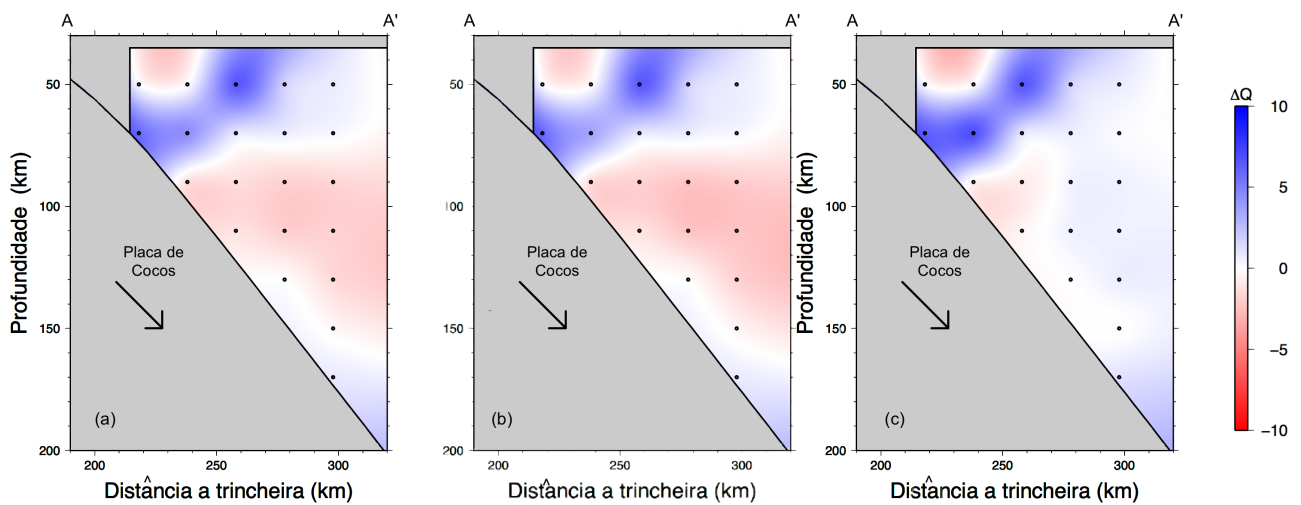 A A' A A' A A'
ΔQ
50 50 50 10
5
100 100 100 0
Placa de Placa de Placa de
Cocos Cocos Cocos
150 150 150 −5
(a) (b) (c) −10
200 200 200
200 250 300 200 250 300 200 250 300
Profundidade (km) Profundidade (km)
Distância a trincheira (km) Distância a trincheira (km) Distância a trincheira (km)